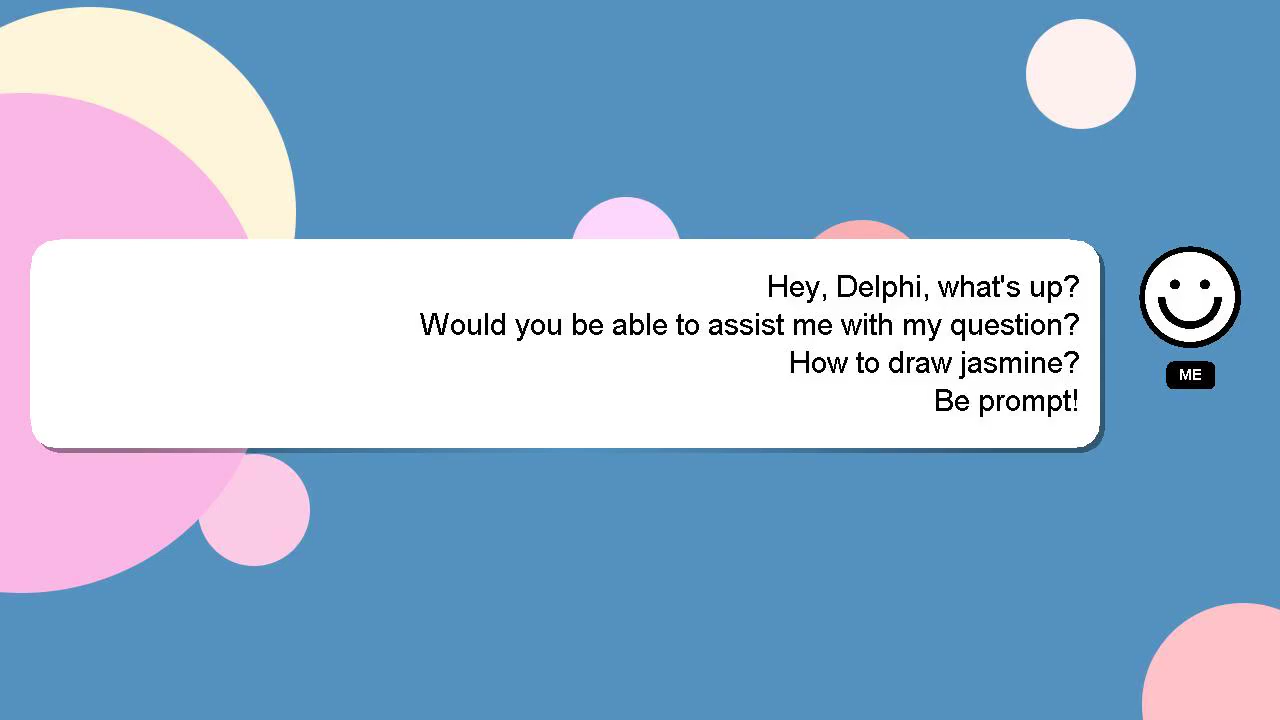 Hey, Delphi, what's up?
Would you be able to assist me with my question?
How to draw jasmine?
Be prompt!
ME